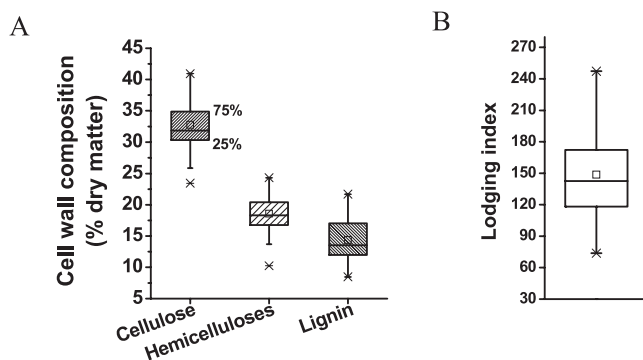 A
Cell wall composition
(% dry matter)
45
40
35
30
25
20
15
10
5
75%
25%
Cellulose
Hemicelluloses
Lignin
B
Lodging index
270
240
210
180
150
120
90
60
30